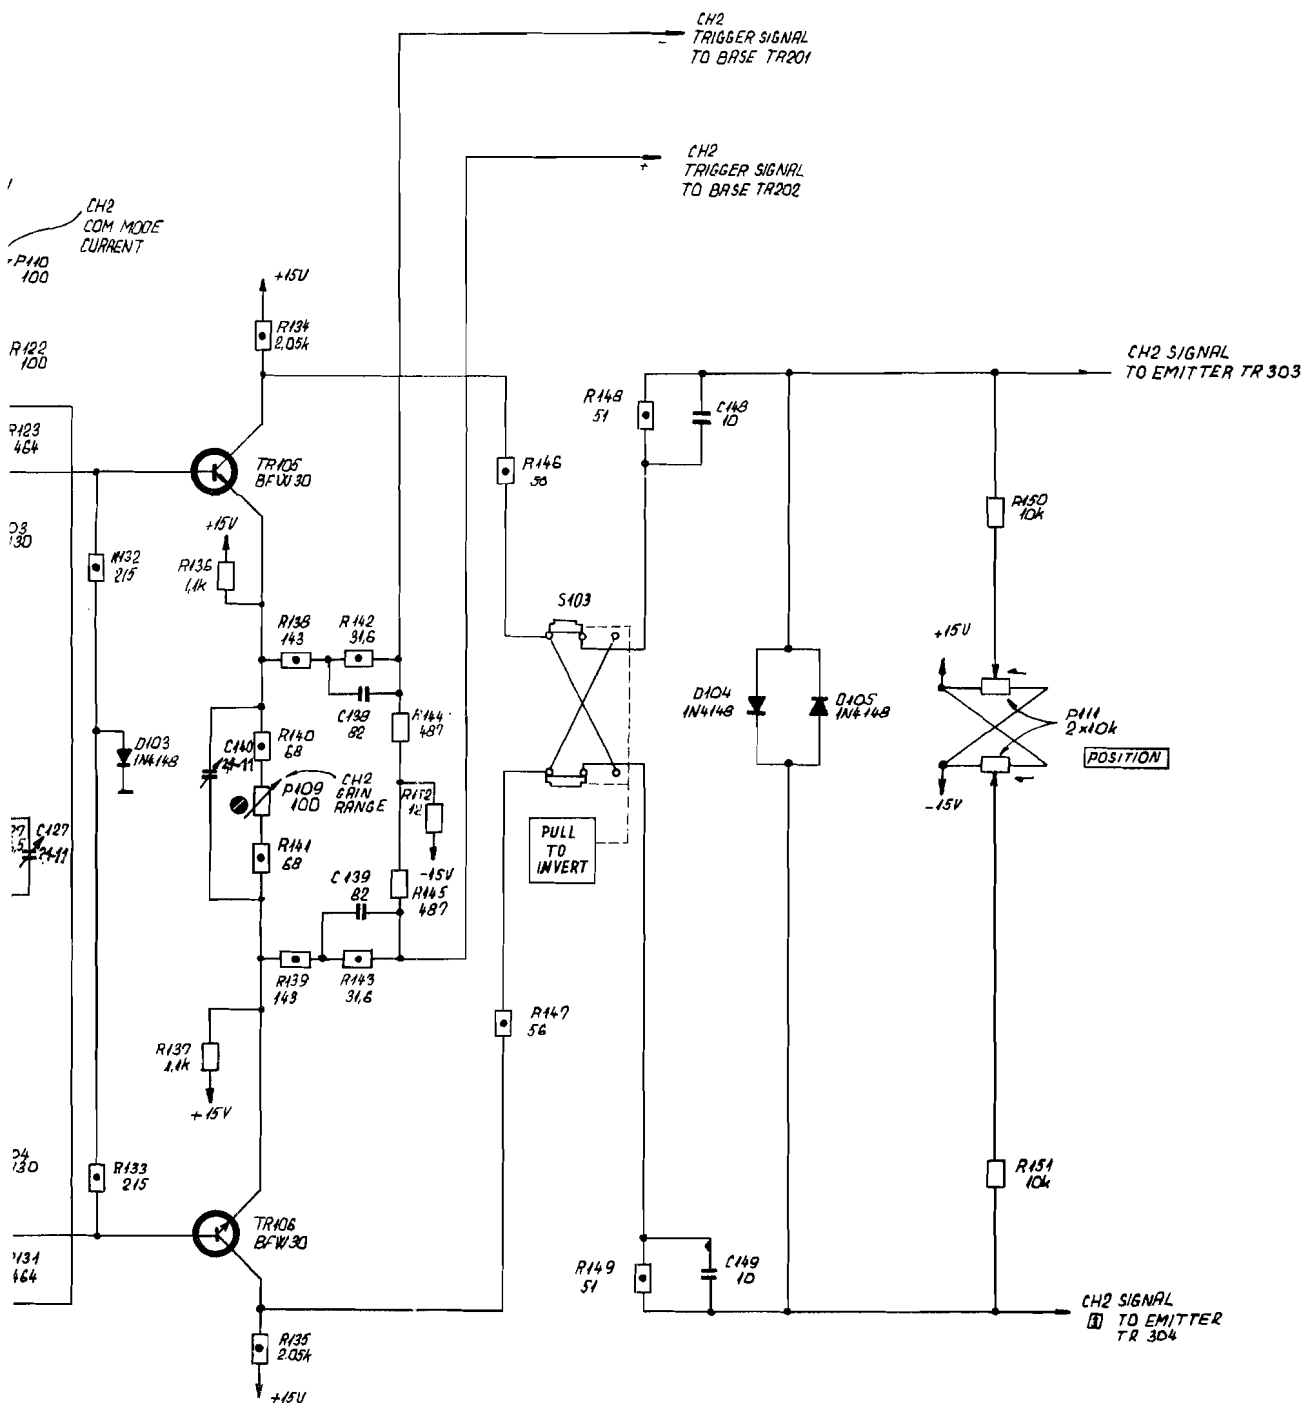 CH2
TRIGGER SIGNAL
TO BASE TR201
-
CH2
TRIGGER SIGNAL
TO BASE TR202
+
CH2
COM MODE
CURRENT
P110
100
R122
100
+15V
R134
2,05k
CH2 SIGNAL
TO EMITTER TR303
R148
51
C148
10
R123
464
TR105
BFW30
R146
+15V
R150
10k
130
R132
215
R136
1,1k
S103
R138
143
R142
31,6
+15V
D104
1N4148
D105
1N4148
P111
2x10k
POSITION
-15V
C138
82
R144
487
D103
1N4148
C140
R140
68
P109
100
CH2
GAIN
RANGE
R141
68
C127
PULL
TO
INVERT
-15V
C139
82
R145
487
R139
143
R143
31,6
R147
56
R137
1,1k
+15V
130
R133
215
R151
10k
TR106
BFW30
464
R149
51
C149
10
CH2 SIGNAL
TO EMITTER
TR 304
R135
2.05k
+15V